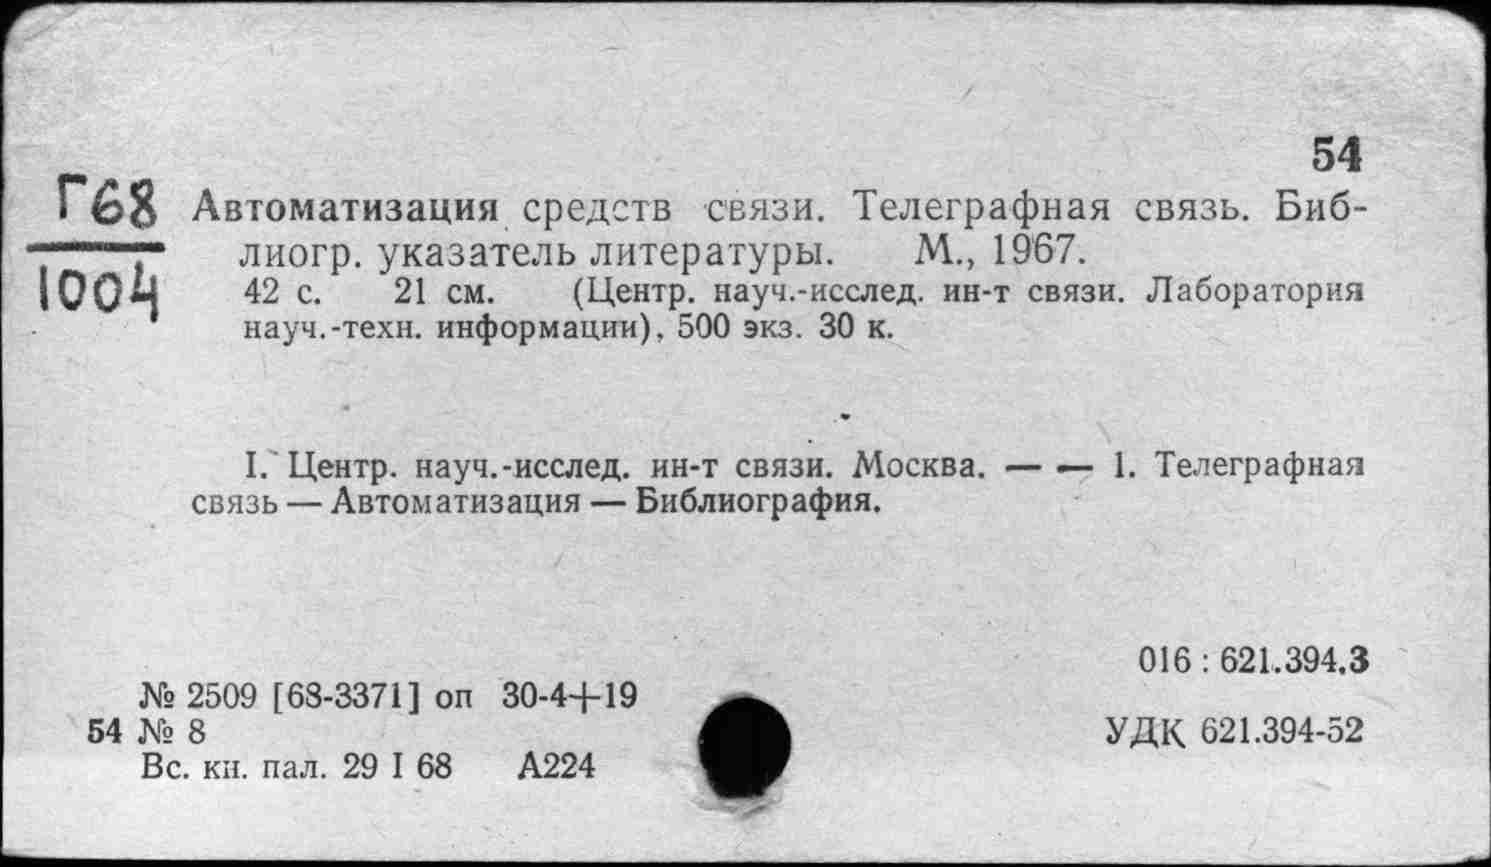 54
Г68 Автоматизация средств связи. Телеграфная связь. Биб-
лиогр. указатель литературы. М., 1967.
1004 42 с. 21 см. (Центр. науч.-исслед. ин-т связи. Лаборатория
науч.-техн. информации), 500 экз. 30 к.
I. Центр. науч.-исслед. ин-т связи. Москва. — — 1. Телеграфная
связь — Автоматизация — Библиография.
016 : 621.394.3
№ 2509 [68-3371] оп 30-4+19
54 № 8 УДК 621.394-52
Вс. кн. пал. 29 I 68 А224